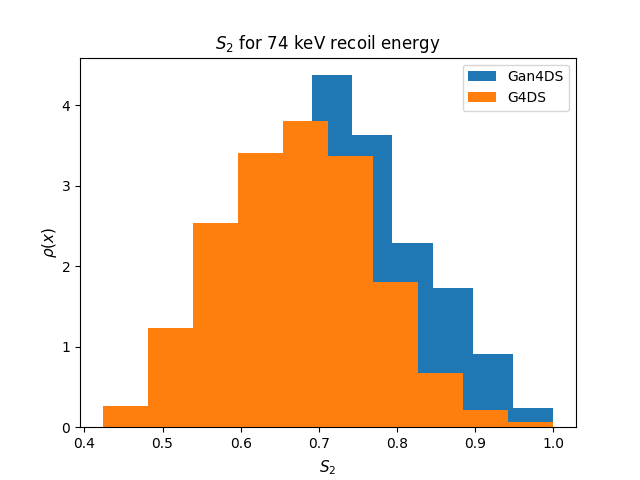 S₂ for 74 keV recoil energy
Gan4DS
G4DS
ρ(x)
4
3
2
1
0
0.4 0.5 0.6 0.7 0.8 0.9 1.0
S₂